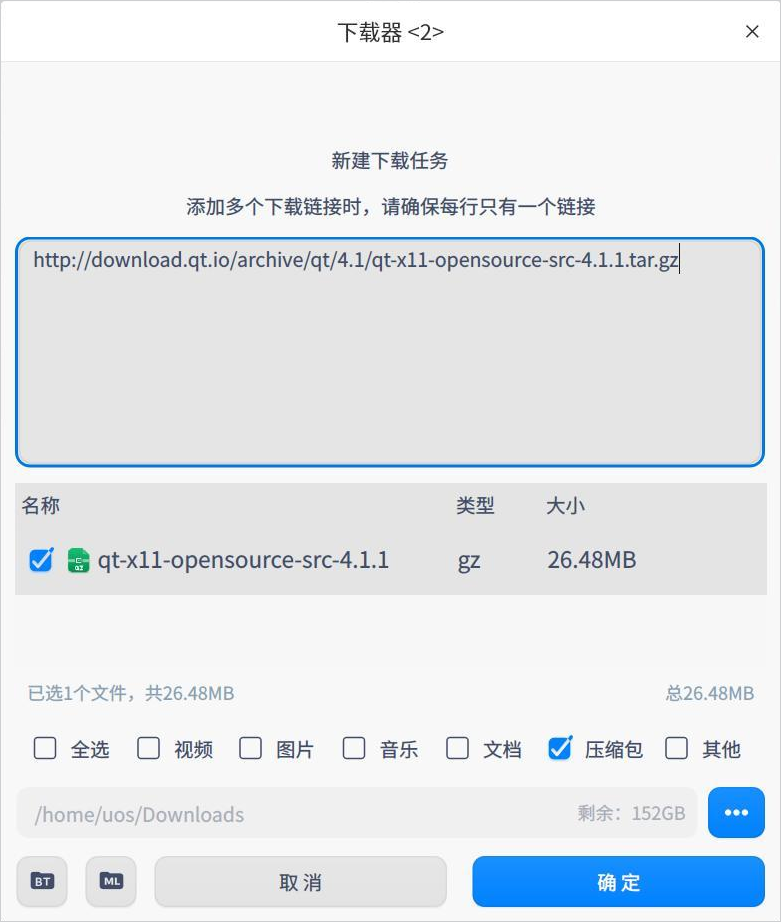 下载器 <2>
新建下载任务
添加多个下载链接时，请确保每行只有一个链接
http://download.qt.io/archive/qt/4.1/qt-x11-opensource-src-4.1.1.tar.gz
名称 类型 大小
GZ qt-x11-opensource-src-4.1.1 gz 26.48MB
已选1个文件，共26.48MB 总26.48MB
全选 视频 图片 音乐 文档 压缩包 其他
/home/uos/Downloads 剩余：152GB
BT ML 取 消 确 定